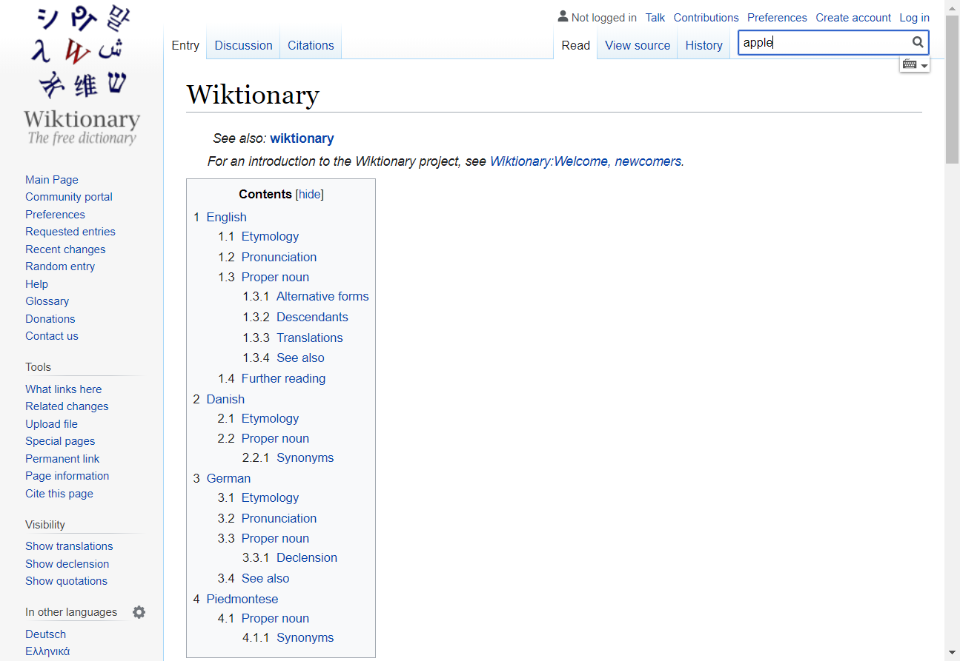 Wiktionary
The free dictionary
Main Page
Community portal
Preferences
Requested entries
Recent changes
Random entry
Help
Glossary
Donations
Contact us
Tools
What links here
Related changes
Upload file
Special pages
Permanent link
Page information
Cite this page
Visibility
Show translations
Show declension
Show quotations
In other languages
Deutsch
Ελληνικά
Not logged in Talk Contributions Preferences Create account Log in
Entry Discussion Citations Read View source History apple
Wiktionary
See also: wiktionary
For an introduction to the Wiktionary project, see Wiktionary:Welcome, newcomers.
Contents [hide]
1 English
1.1 Etymology
1.2 Pronunciation
1.3 Proper noun
1.3.1 Alternative forms
1.3.2 Descendants
1.3.3 Translations
1.3.4 See also
1.4 Further reading
2 Danish
2.1 Etymology
2.2 Proper noun
2.2.1 Synonyms
3 German
3.1 Etymology
3.2 Pronunciation
3.3 Proper noun
3.3.1 Declension
3.4 See also
4 Piedmontese
4.1 Proper noun
4.1.1 Synonyms